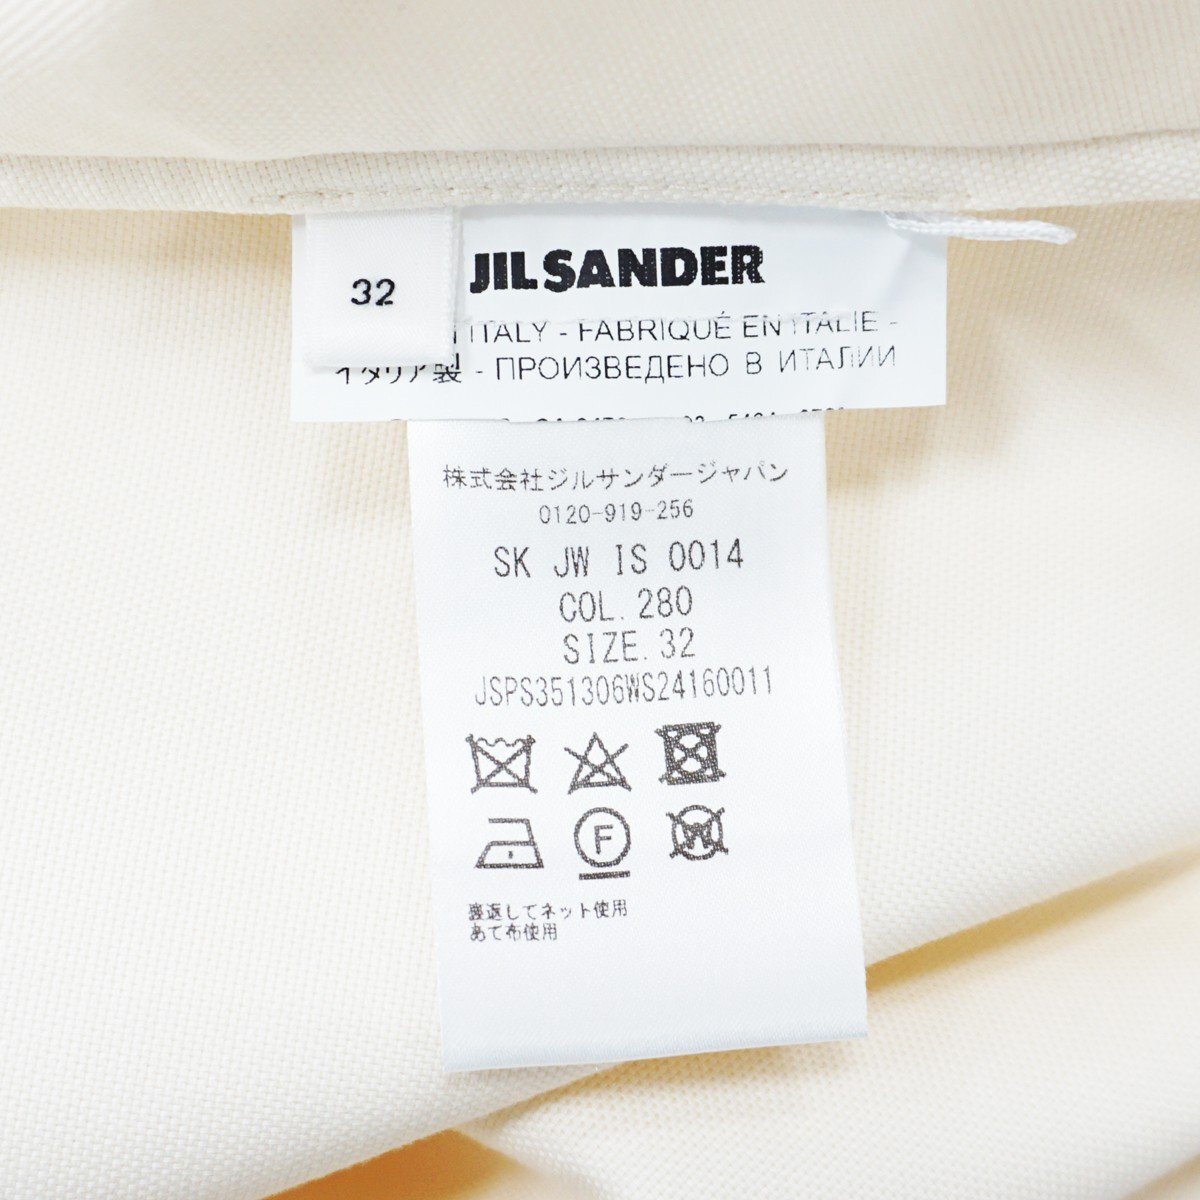 32
JIL SANDER
ITALY - FABRIQUÉ EN ITALIE -
イタリア製 - ПРОИЗВЕДЕНО В ИТАЛИИ
株式会社ジルサンダージャパン
0120-919-256
SK JW IS 0014
COL. 280
SIZE. 32
JSPS351306WS24160011
F
W
裏返してネット使用
あて布使用